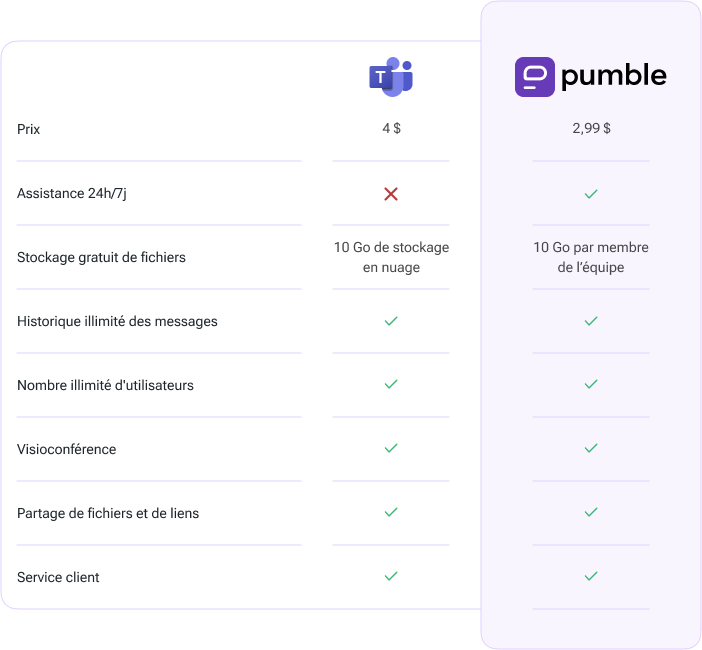 T
pumble
Prix
4 $
2,99 $
Assistance 24h/7j
Stockage gratuit de fichiers
10 Go de stockage
en nuage
10 Go par membre
de l’équipe
Historique illimité des messages
Nombre illimité d'utilisateurs
Visioconférence
Partage de fichiers et de liens
Service client